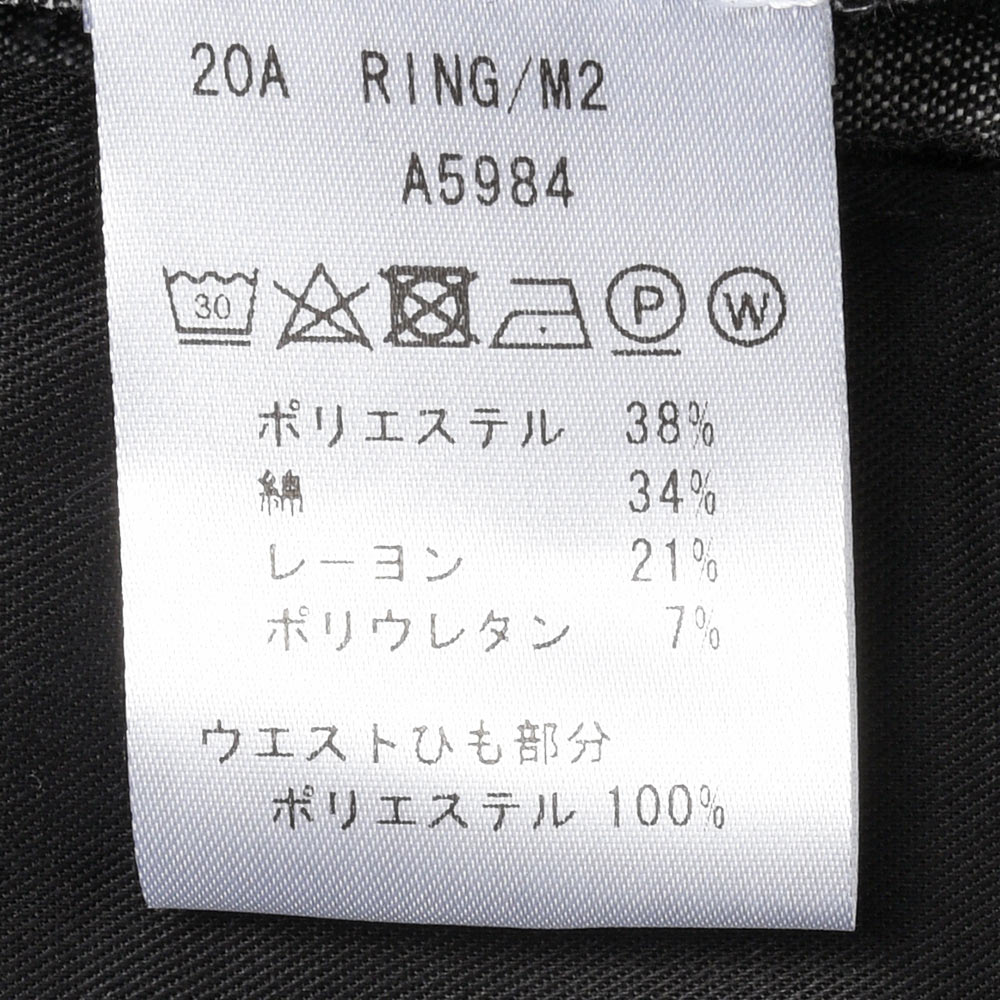 20A RING/M2
A5984
30 P W
ポリエステル 38%
綿 34%
レーヨン 21%
ポリウレタン 7%
ウエストひも部分
ポリエステル 100%